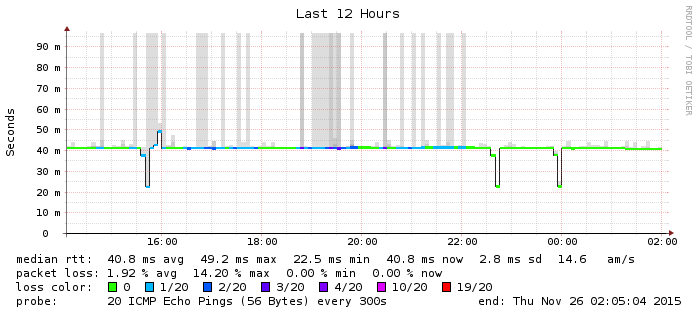 Last 12 Hours
RRDTOOL / TOBI OETIKER
Seconds
90 m
80 m
70 m
60 m
50 m
40 m
30 m
20 m
10 m
0
16:00 18:00 20:00 22:00 00:00 02:00
median rtt: 40.8 ms avg 49.2 ms max 22.5 ms min 40.8 ms now 2.8 ms sd 14.6 am/s
packet loss: 1.92 % avg 14.20 % max 0.00 % min 0.00 % now
loss color: 0 1/20 2/20 3/20 4/20 10/20 19/20
probe: 20 ICMP Echo Pings (56 Bytes) every 300s end: Thu Nov 26 02:05:04 2015